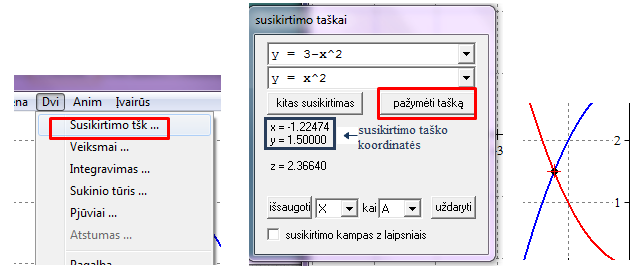 ena Dvi Anim Įvairūs
Susikirtimo tšk ...
Veiksmai ...
Integravimas ...
Sukinio tūris ...
Pjūviai ...
Atstumas ...
Pagalba
susikirtimo taškai
y = 3-x^2
y = x^2
kitas susikirtimas
pažymėti tašką
x = -1.22474
y = 1.50000
susikirtimo taško
koordinatės
z = 2.36640
išsaugoti X kai A uždaryti
susikirtimo kampas z laipsniais
3
2
1